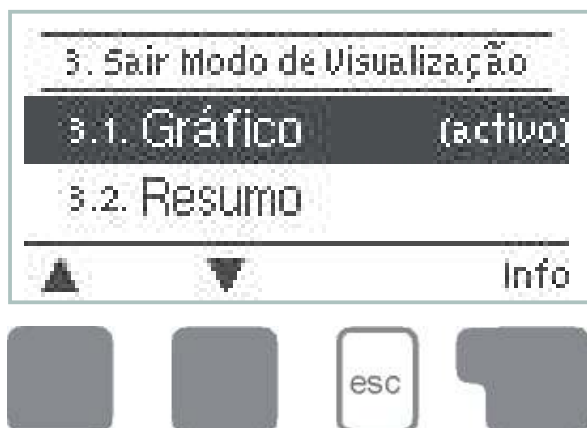 3. Sair Modo de Visualização
3.1. Gráfico (activo)
3.2. Resumo
Info
esc